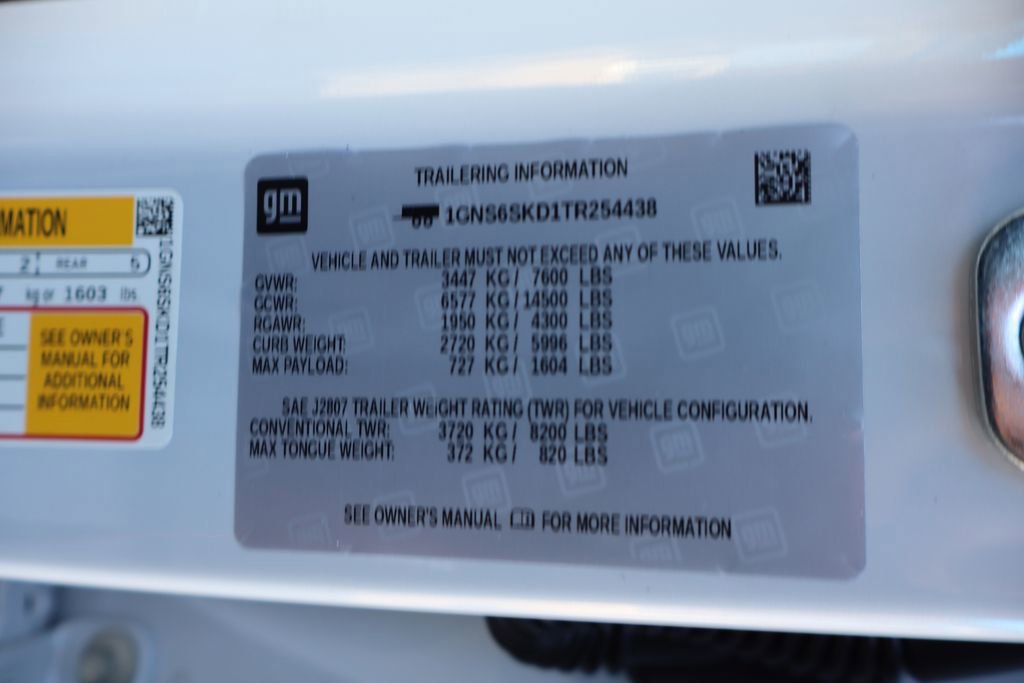 gm
TRAILERING INFORMATION
1GNS6SKD1TR254438
VEHICLE AND TRAILER MUST NOT EXCEED ANY OF THESE VALUES.
GVWR: 3447 KG / 7600 LBS
GCWR: 6577 KG / 14500 LBS
RGAWR: 1950 KG / 4300 LBS
CURB WEIGHT: 2720 KG / 5996 LBS
MAX PAYLOAD: 727 KG / 1604 LBS
SAE J2807 TRAILER WEIGHT RATING (TWR) FOR VEHICLE CONFIGURATION.
CONVENTIONAL TWR: 3720 KG / 8200 LBS
MAX TONGUE WEIGHT: 372 KG / 820 LBS
SEE OWNER'S MANUAL FOR MORE INFORMATION
MATION
2 REAR
kg or 1603 lbs
SEE OWNER'S
MANUAL FOR
ADDITIONAL
INFORMATION
1GNS6SKD1TR254438